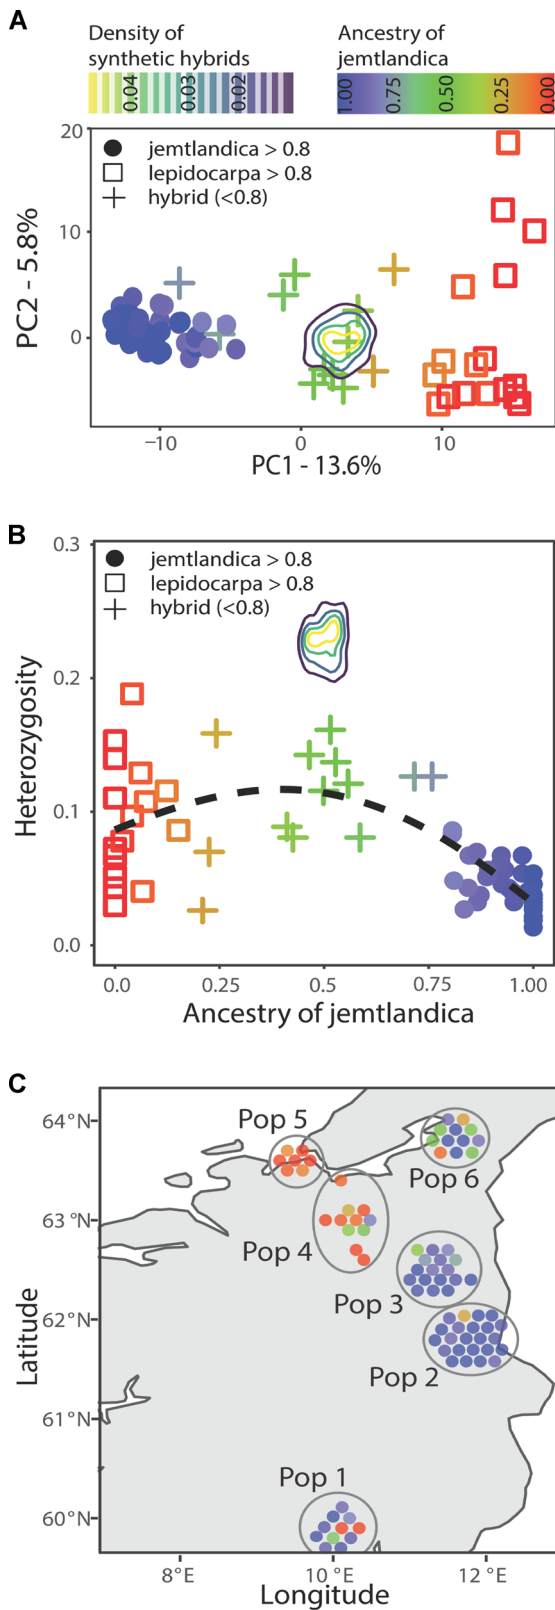 A
Density of
synthetic hybrids
Ancestry of
jemtlandica
0.04 0.03 0.02
1.00 0.75 0.50 0.25 0.00
20
10
0
PC2 - 5.8%
jemtlandica > 0.8
lepidocarpa > 0.8
hybrid (<0.8)
−10 0 10
PC1 - 13.6%
B
0.3
0.2
0.1
0.0
Heterozygosity
jemtlandica > 0.8
lepidocarpa > 0.8
hybrid (<0.8)
0.0 0.25 0.5 0.75 1.00
Ancestry of jemtlandica
C
64°N
63°N
62°N
61°N
60°N
Latitude
Pop 5
Pop 6
Pop 4
Pop 3
Pop 2
Pop 1
8°E 10°E 12°E
Longitude